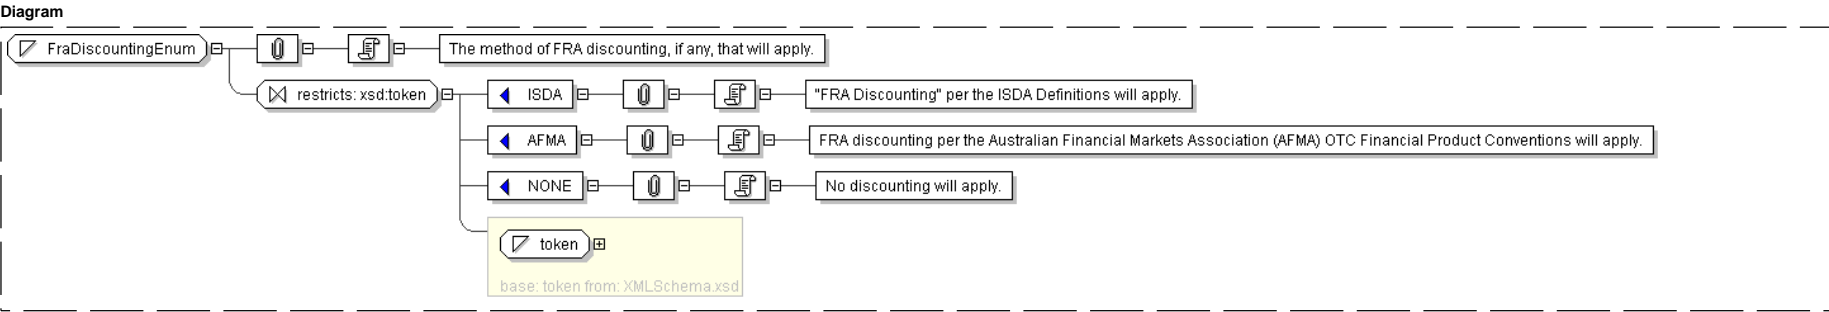 Diagram
FraDiscountingEnum The method of FRA discounting, if any, that will apply.
restricts: xsd:token ISDA "FRA Discounting" per the ISDA Definitions will apply.
AFMA FRA discounting per the Australian Financial Markets Association (AFMA) OTC Financial Product Conventions will apply.
NONE No discounting will apply.
token
base: token from: XMLSchema.xsd